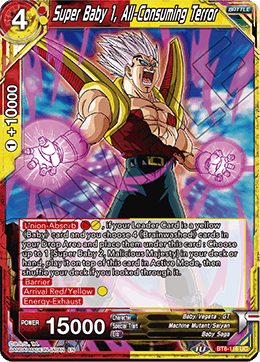 4
Super Baby 1, All-Consuming Terror
BATTLE
1 +10000
Union-Absorb , if your Leader Card is a yellow
《Baby》 card and you choose 4 《Brainwashed》 cards in
your Drop Area and place them under this card : Choose
up to 1 {Super Baby 2, Malicious Majesty} in your deck or
hand, play it on top of this card in Active Mode, then
shuffle your deck if you looked through it.
Barrier
Arrival Red/Yellow
Energy-Exhaust
POWER
15000
Character
Baby/Vegeta : GT
Special Trait
Machine Mutant/Saiyan
Era
Baby Saga